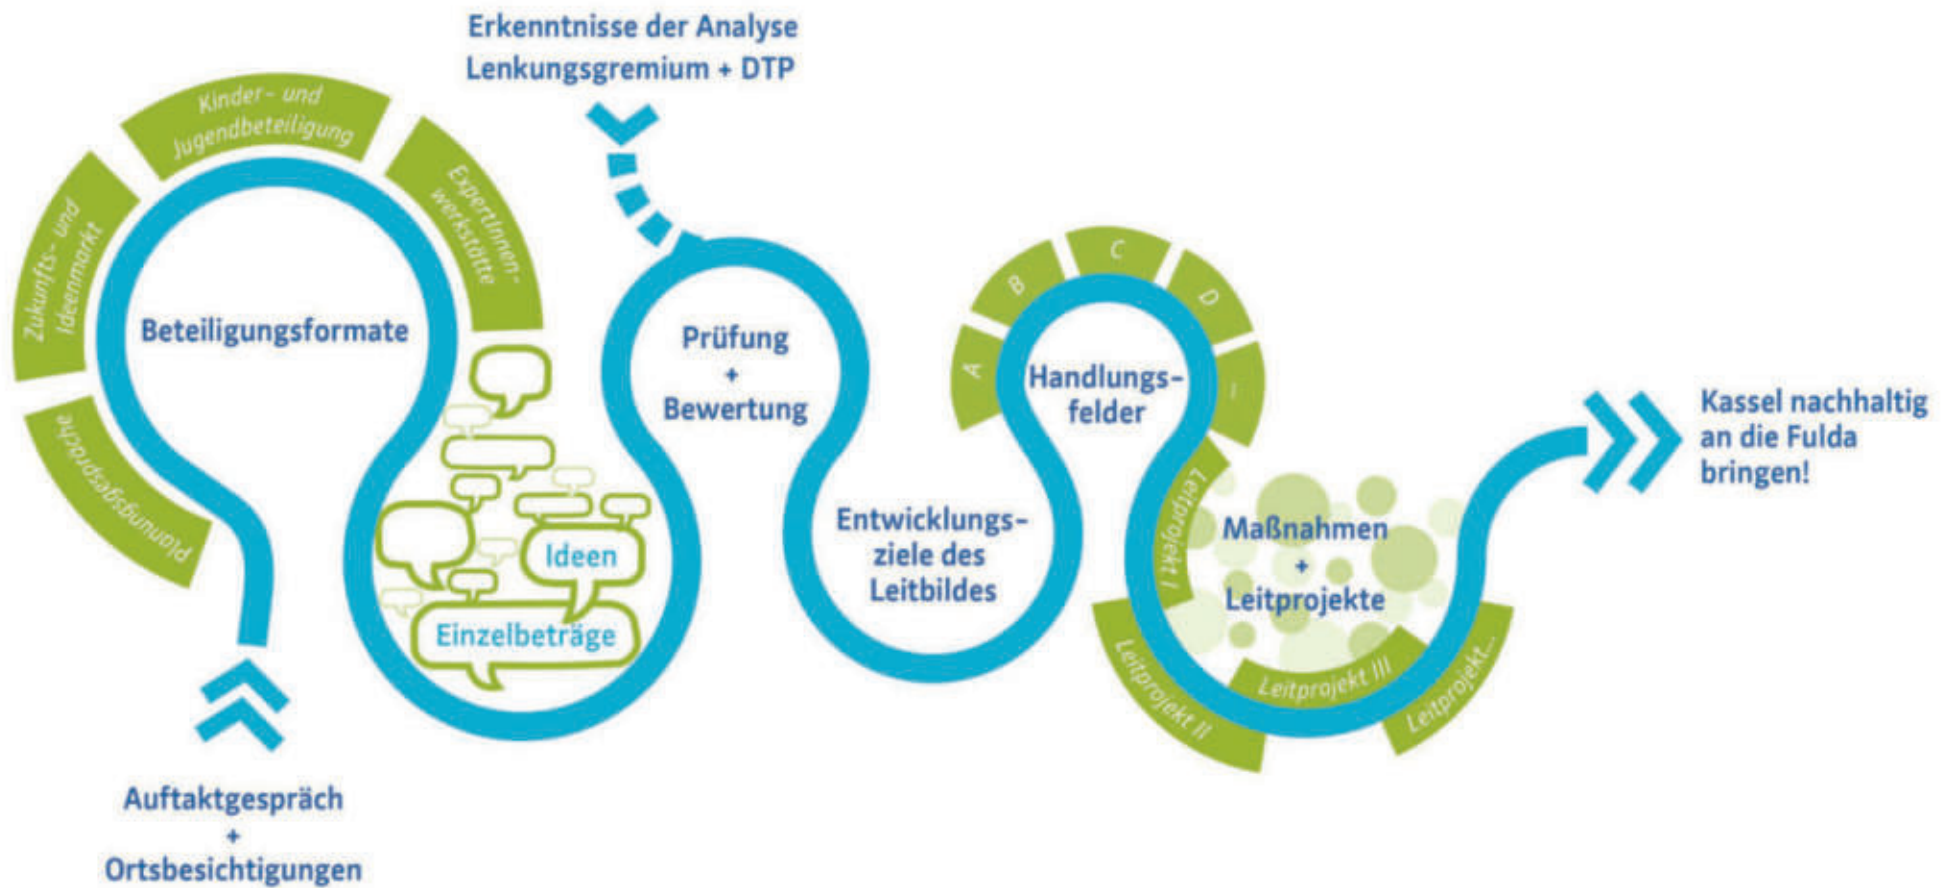 Erkenntnisse der Analyse
Lenkungsgremium + DTP
Kinder- und
Jugendbeteiligung
Zukunfts- und
Ideenmarkt
ExpertInnen-
werkstätte
Planungsgespräche
Beteiligungsformate
Auftaktgespräch
+
Ortsbesichtigungen
Ideen
Einzelbeträge
Prüfung
+
Bewertung
Entwicklungs-
ziele des
Leitbildes
A
B
C
D
I
Handlungs-
felder
Leitprojekt I
Leitprojekt II
Leitprojekt III
Leitprojekt...
Maßnahmen
+
Leitprojekte
Kassel nachhaltig
an die Fulda
bringen!